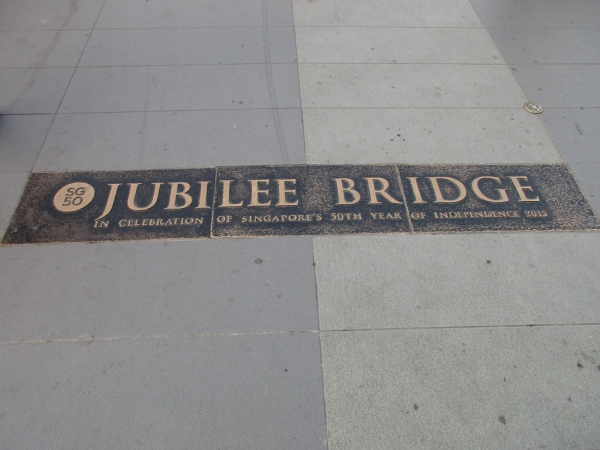 SG
50
JUBILEE BRIDGE
IN CELEBRATION OF SINGAPORE'S 50TH YEAR OF INDEPENDENCE 2015